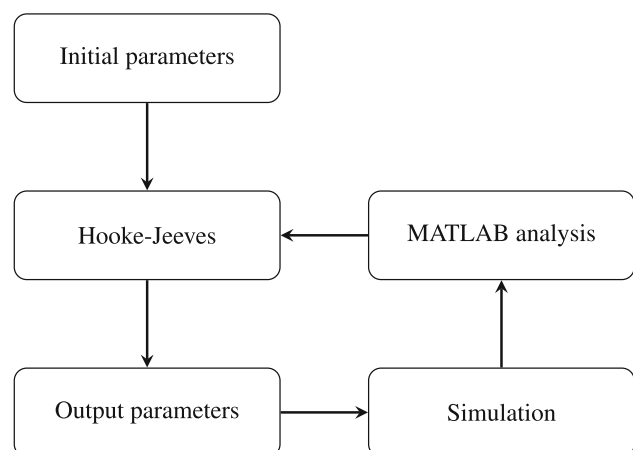 Initial parameters
Hooke-Jeeves
MATLAB analysis
Output parameters
Simulation